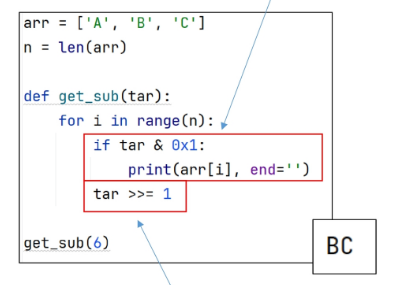 arr = ['A', 'B', 'C']
n = len(arr)
def get_sub(tar):
    for i in range(n):
        if tar & 0x1:
            print(arr[i], end='')
        tar >>= 1
get_sub(6)
BC